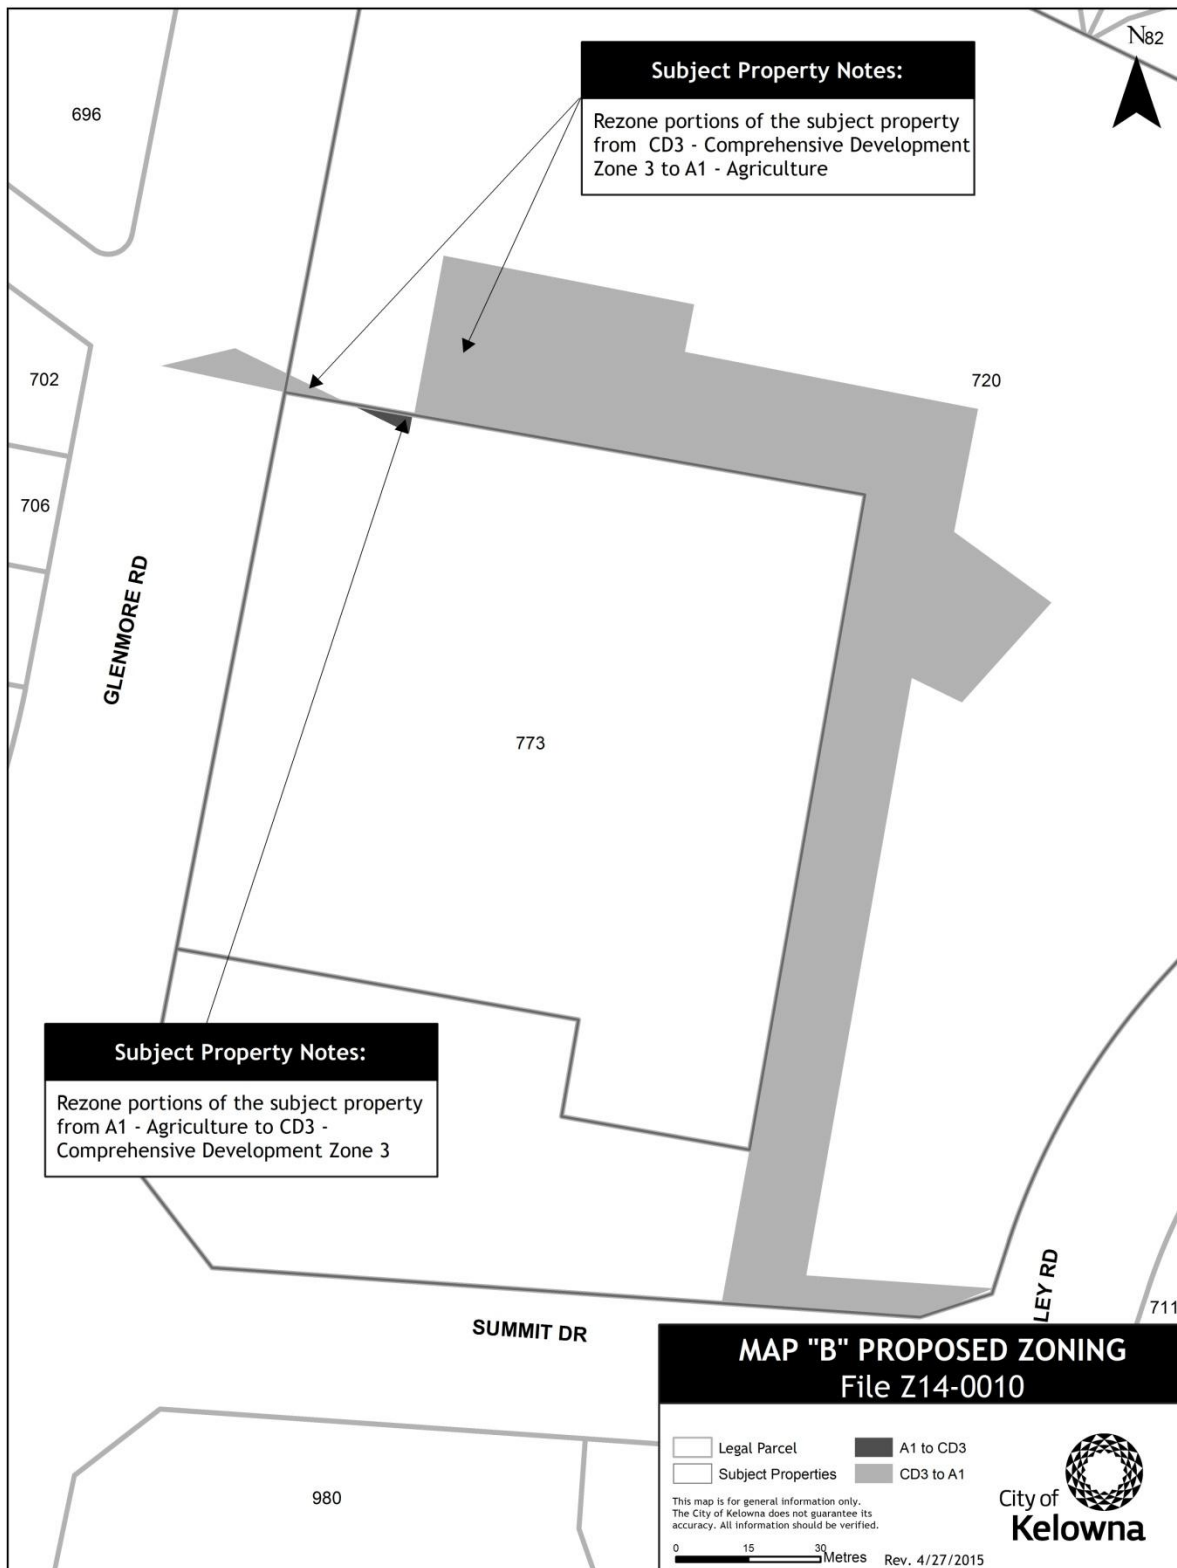 N82
Subject Property Notes:
Rezone portions of the subject property
from CD3 - Comprehensive Development
Zone 3 to A1 - Agriculture
696
702
720
706
GLENMORE RD
773
Subject Property Notes:
Rezone portions of the subject property
from A1 - Agriculture to CD3 -
Comprehensive Development Zone 3
LEY RD
711
SUMMIT DR
MAP "B" PROPOSED ZONING
File Z14-0010
Legal Parcel
A1 to CD3
Subject Properties
CD3 to A1
This map is for general information only.
The City of Kelowna does not guarantee its
accuracy. All information should be verified.
0 15 30 Metres
Rev. 4/27/2015
City of
Kelowna
980